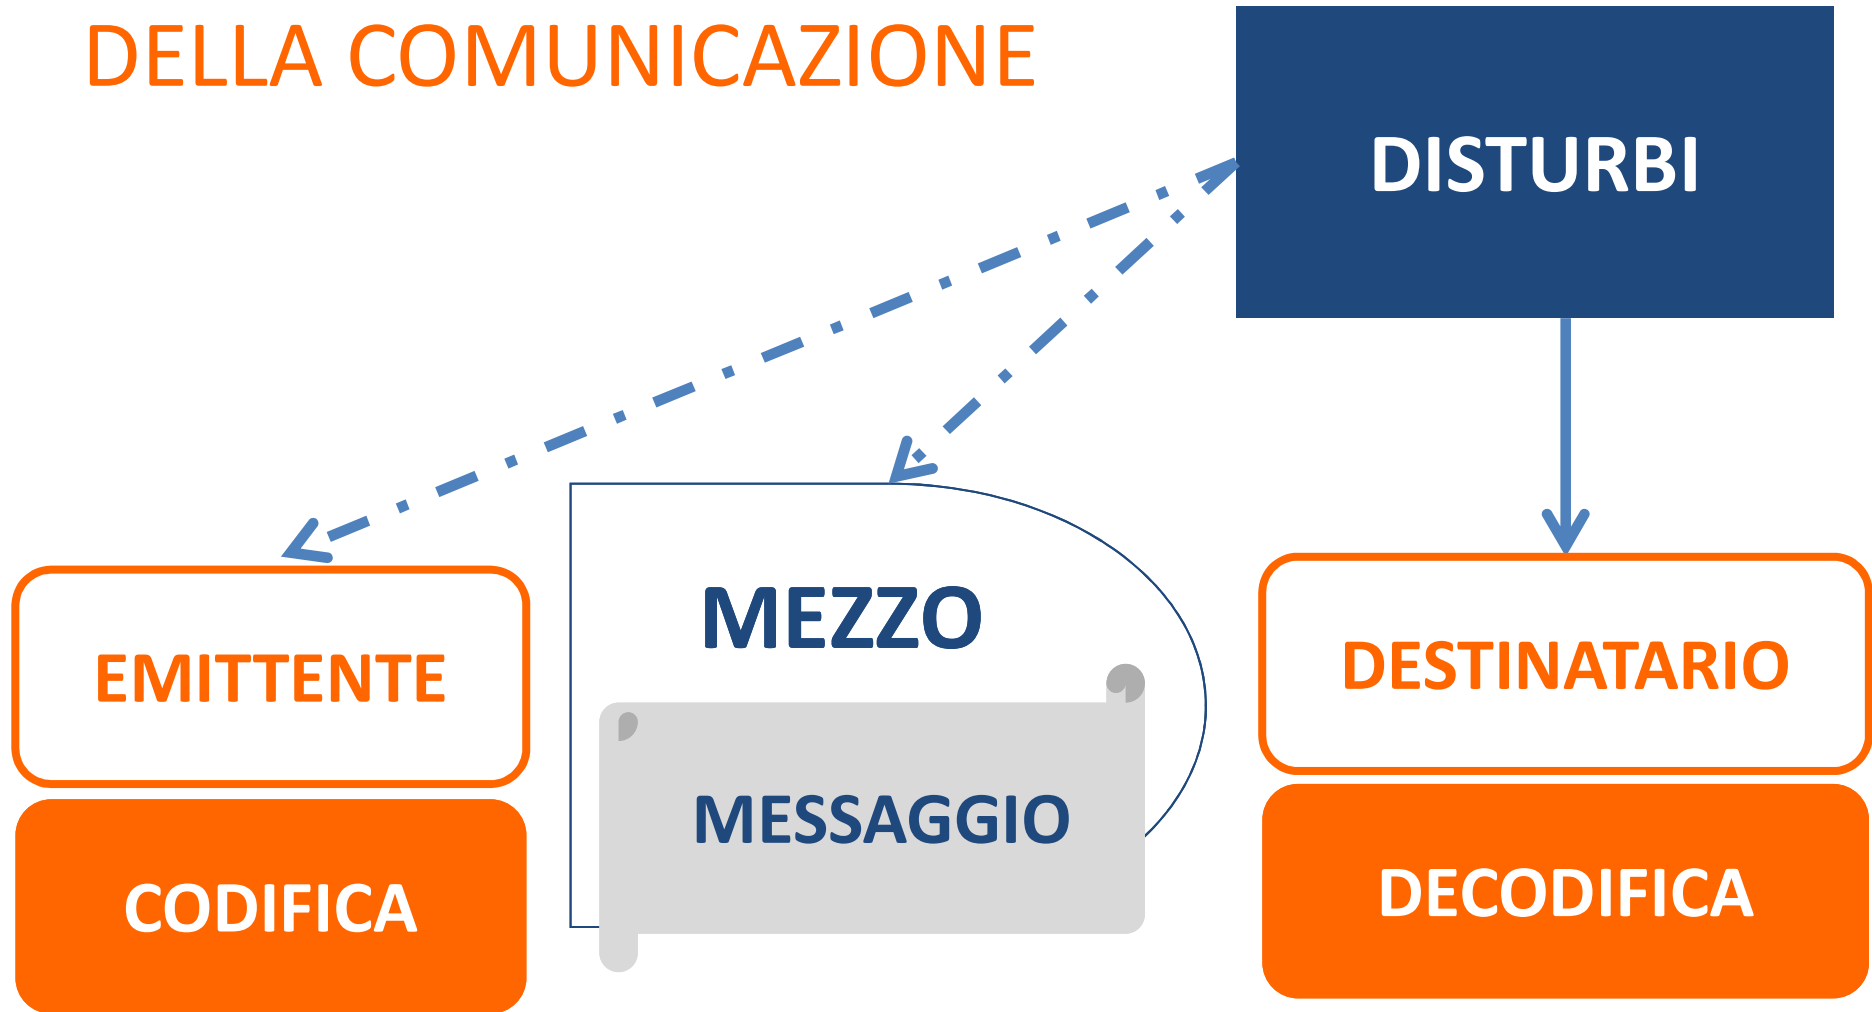 DELLA COMUNICAZIONE
DISTURBI
EMITTENTE
MEZZO
DESTINATARIO
MESSAGGIO
CODIFICA
DECODIFICA